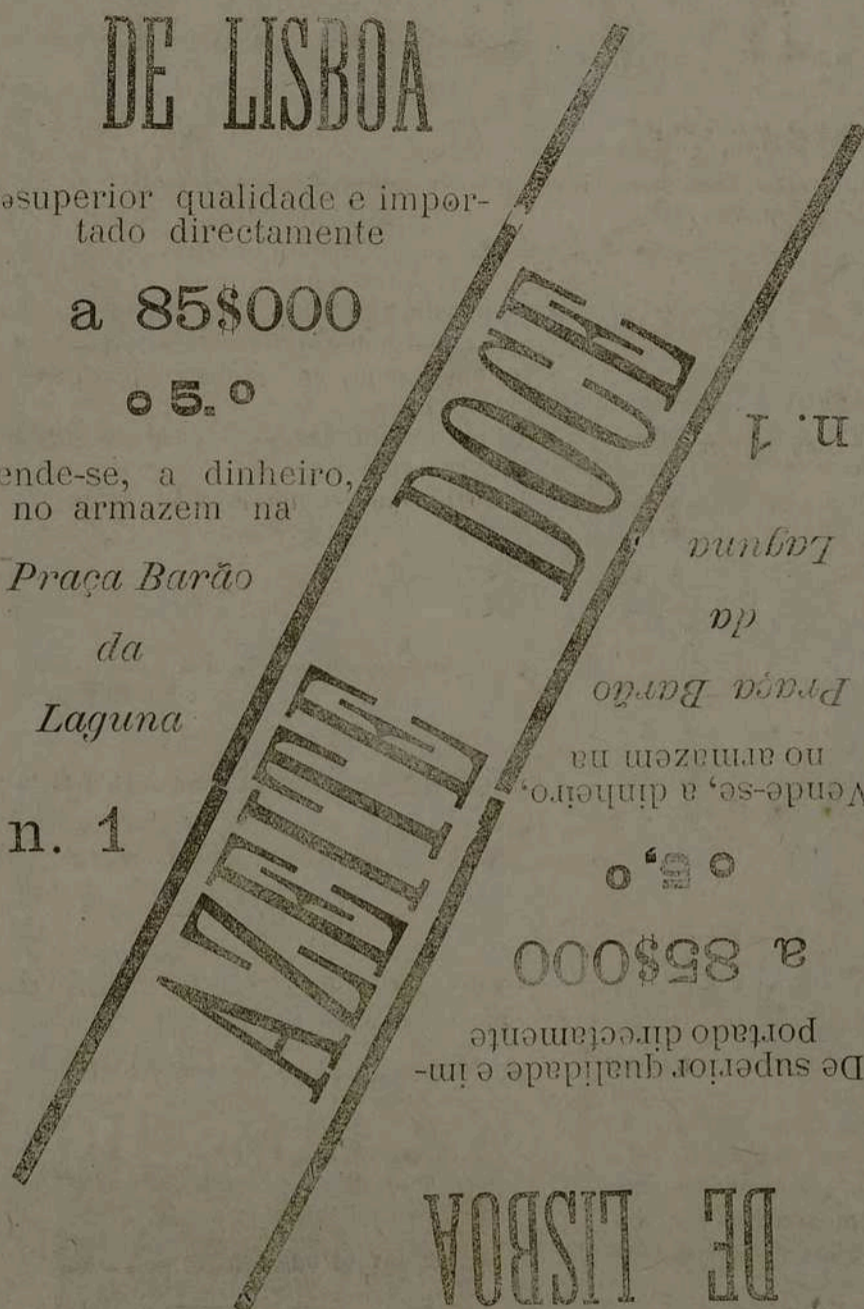 DE LISBOA
superior qualidade e impor-
tado directamente
a 85$000
o 5.º
ende-se, a dinheiro,
no armazem na
Praça Barão
da
Laguna
n. 1
AZEITE DOCE
DE LISBOA
De superior qualidade e im-
portado directamente
a 85$000
o 5.º
Vende-se, a dinheiro,
no armazem na
Praça Barão
da
Laguna
n. 1